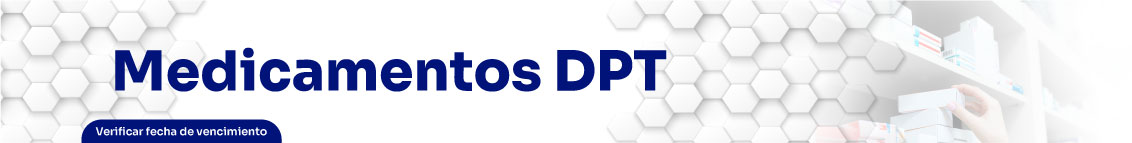 Medicamentos DPT
Verificar fecha de vencimiento